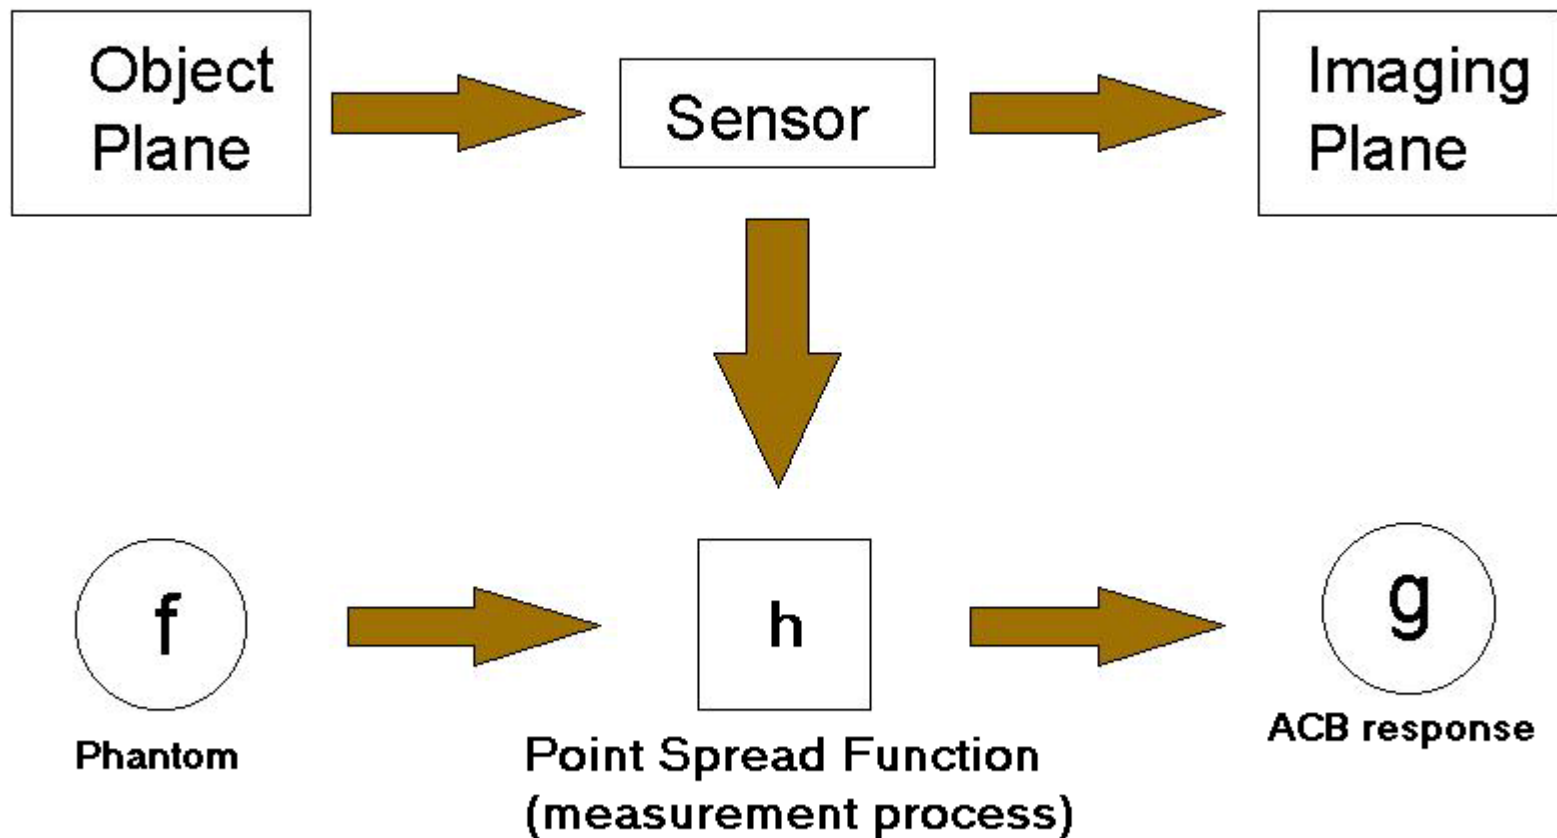 Object
Plane
Sensor
Imaging
Plane
f
h
g
Phantom
Point Spread Function
(measurement process)
ACB response